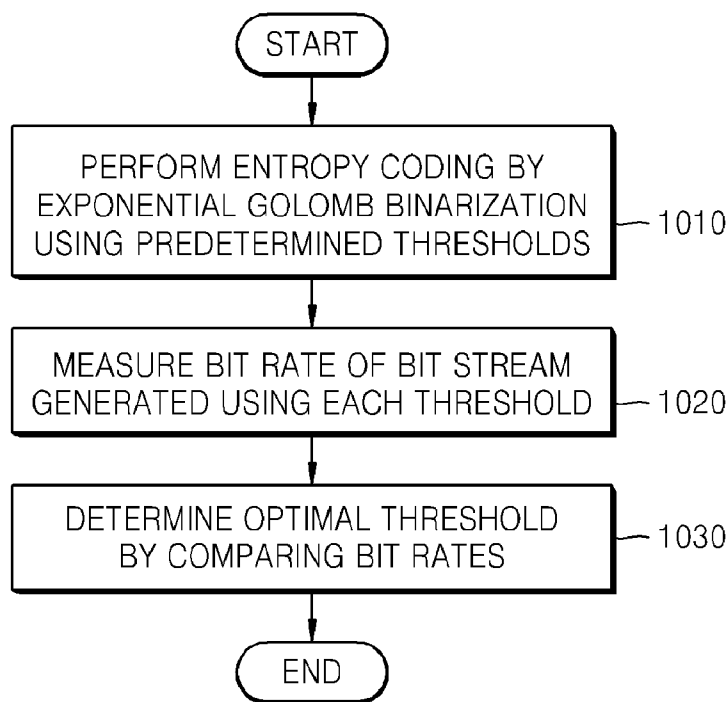 START
PERFORM ENTROPY CODING BY
EXPONENTIAL GOLOMB BINARIZATION
USING PREDETERMINED THRESHOLDS
1010
MEASURE BIT RATE OF BIT STREAM
GENERATED USING EACH THRESHOLD
1020
DETERMINE OPTIMAL THRESHOLD
BY COMPARING BIT RATES
1030
END